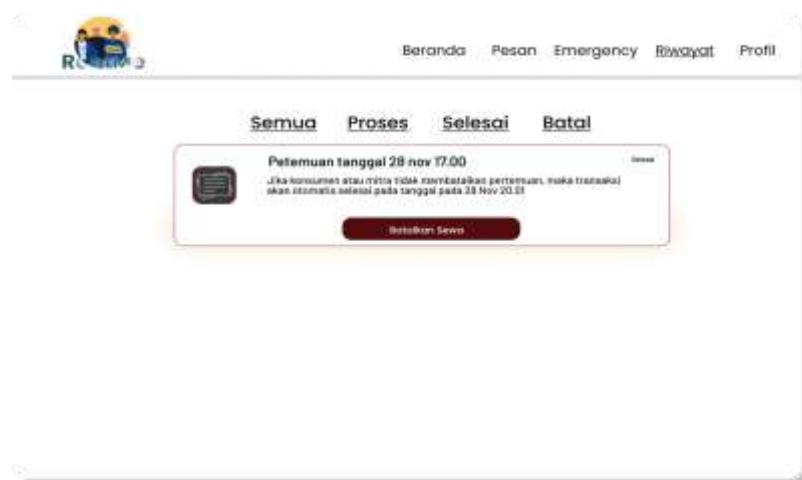 Beranda Pesan Emergency Riwayat Profil
Semua Proses Selesai Batal
Petemuan tanggal 28 nov 17.00
Jika konsumen atau mitra tidak membatalkan pertemuan, maka transaksi
akan otomatis selesai pada tanggal pada 28 Nov 20.01
Batalkan Sewa